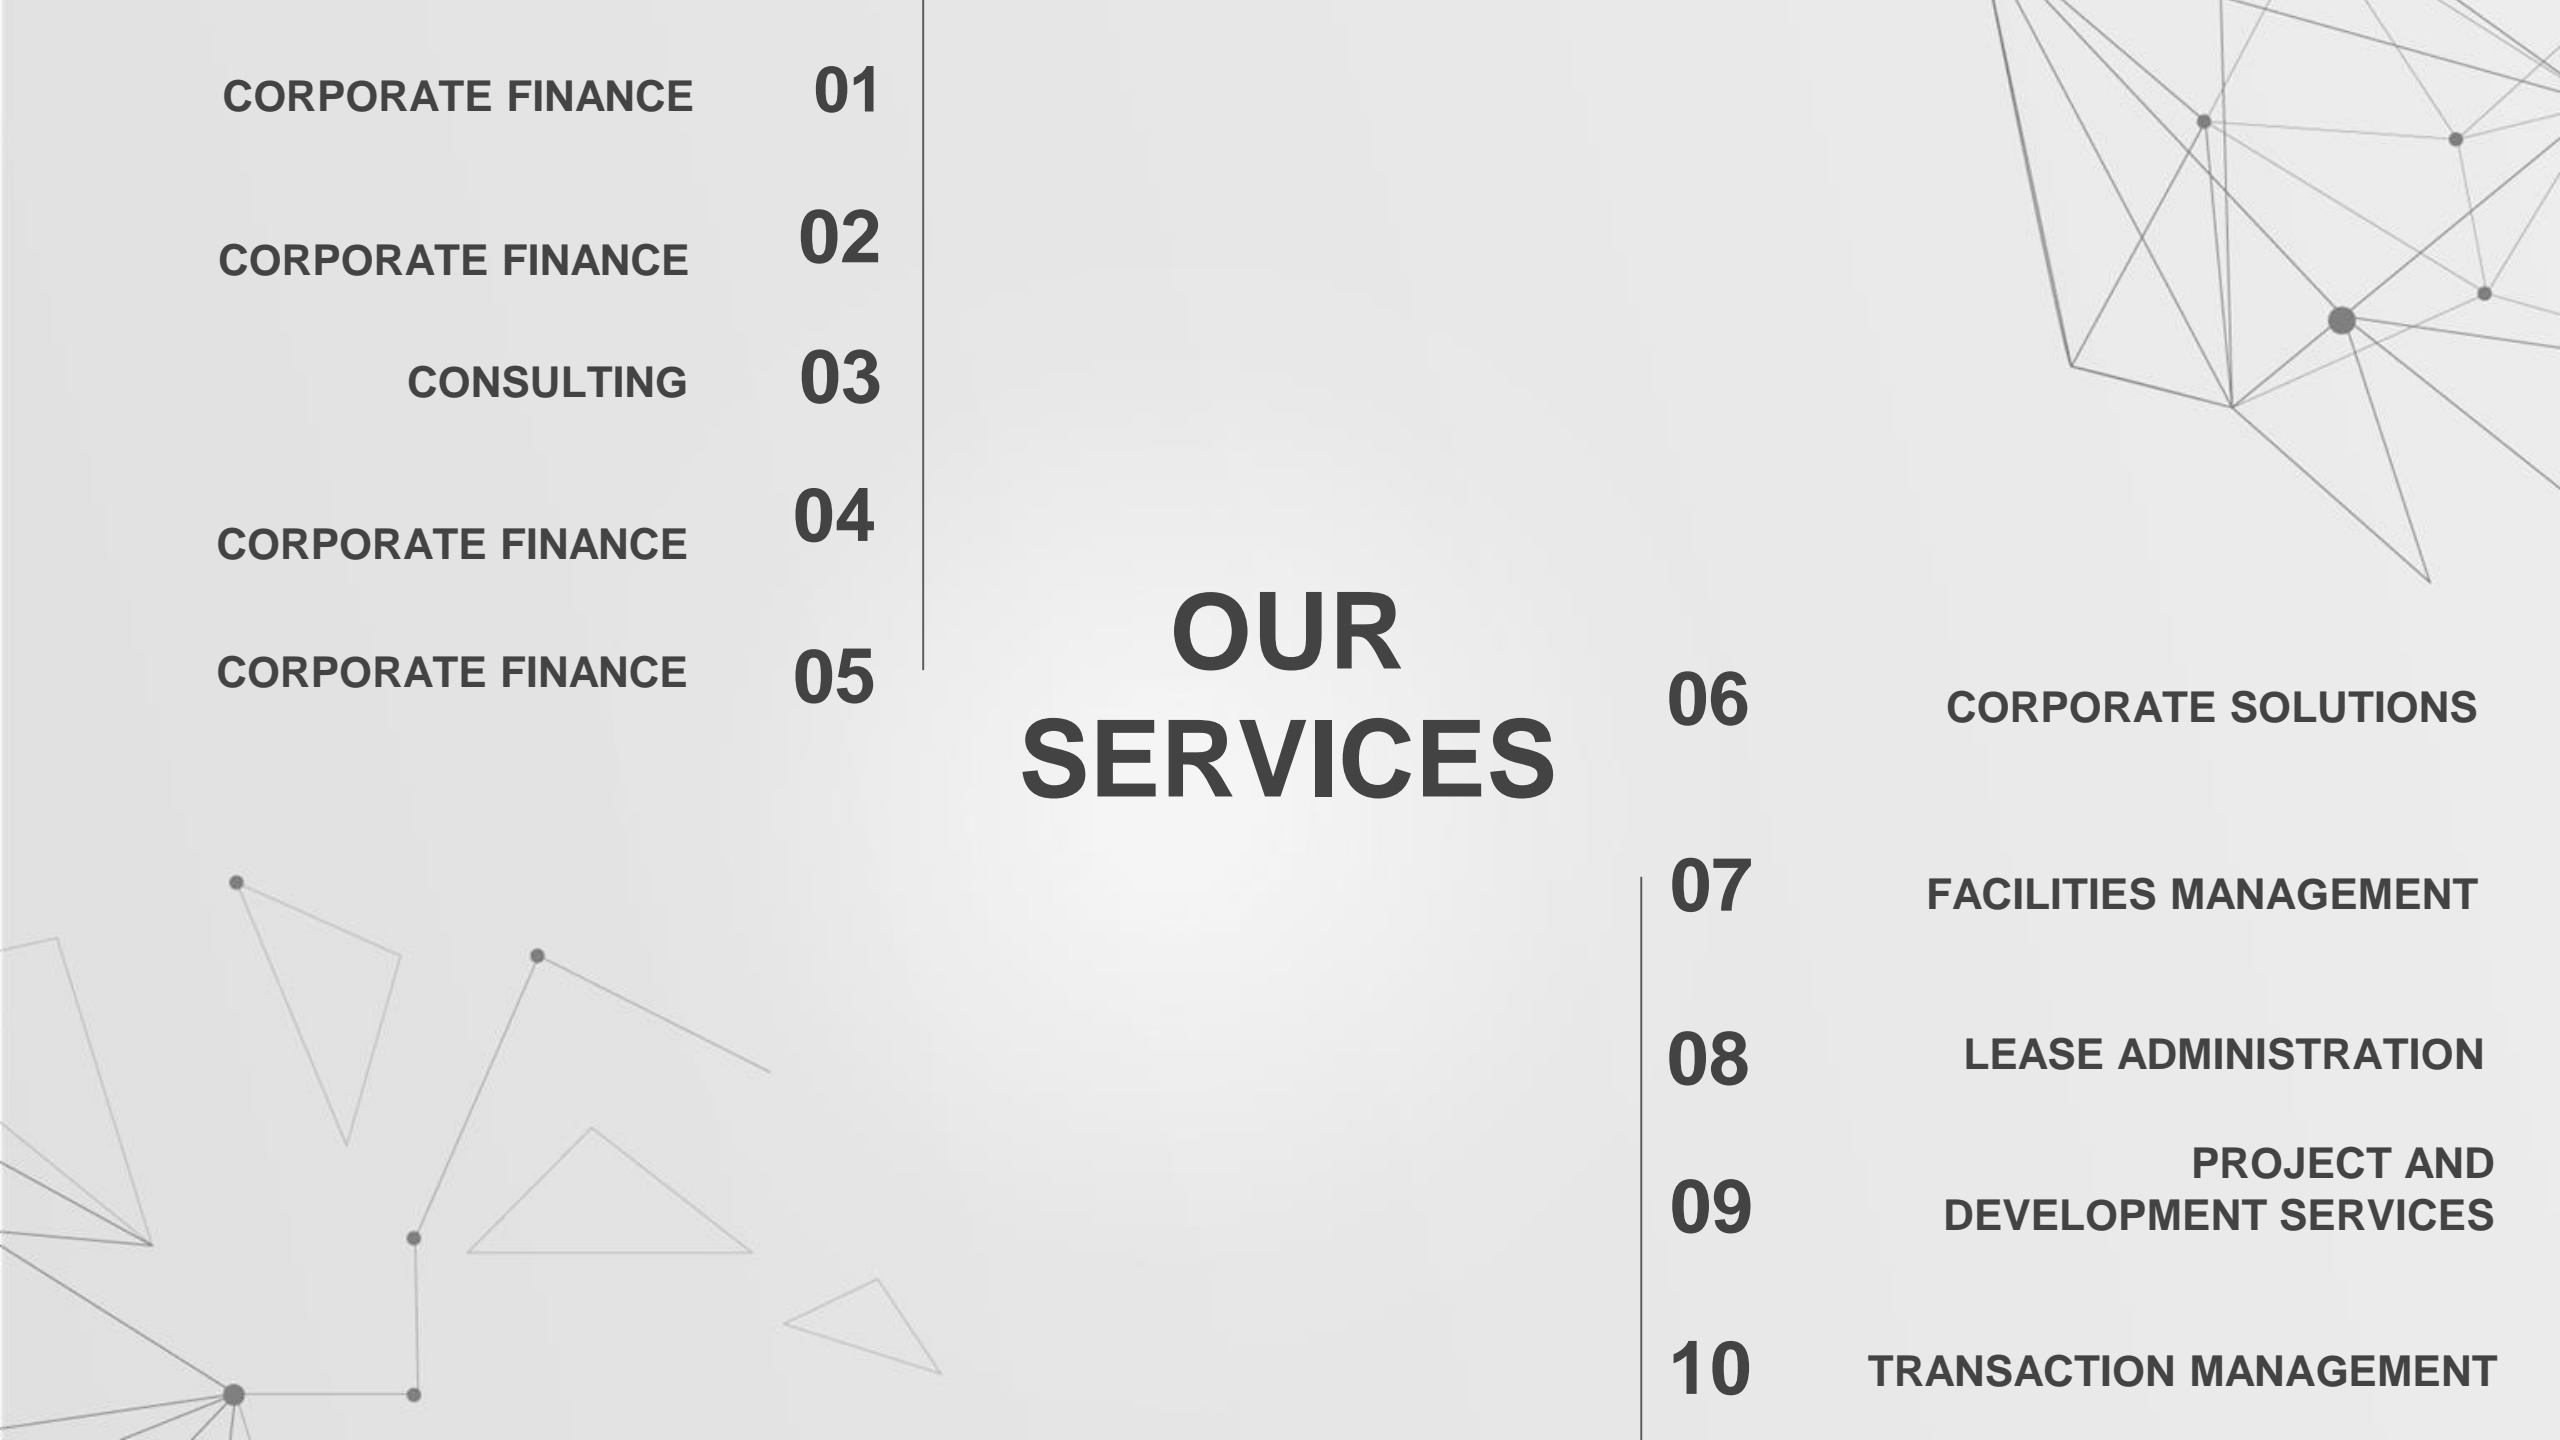 CORPORATE FINANCE 01
CORPORATE FINANCE 02
CONSULTING 03
CORPORATE FINANCE 04
CORPORATE FINANCE 05
OUR
SERVICES
06 CORPORATE SOLUTIONS
07 FACILITIES MANAGEMENT
08 LEASE ADMINISTRATION
09 PROJECT AND
DEVELOPMENT SERVICES
10 TRANSACTION MANAGEMENT